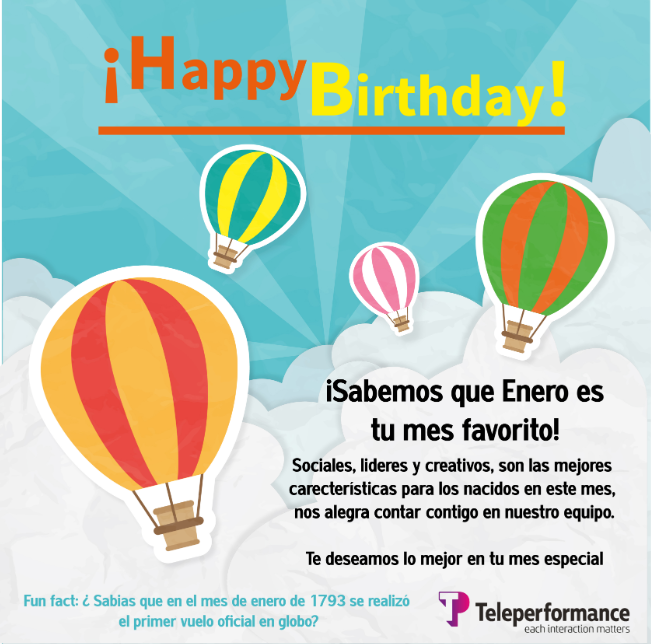 ¡Happy Birthday!
¡Sabemos que Enero es
tu mes favorito!
Sociales, lideres y creativos, son las mejores
carecterísticas para los nacidos en este mes,
nos alegra contar contigo en nuestro equipo.
Te deseamos lo mejor en tu mes especial
Fun fact: ¿ Sabias que en el mes de enero de 1793 se realizó
el primer vuelo oficial en globo?
TP Teleperformance
each interaction matters